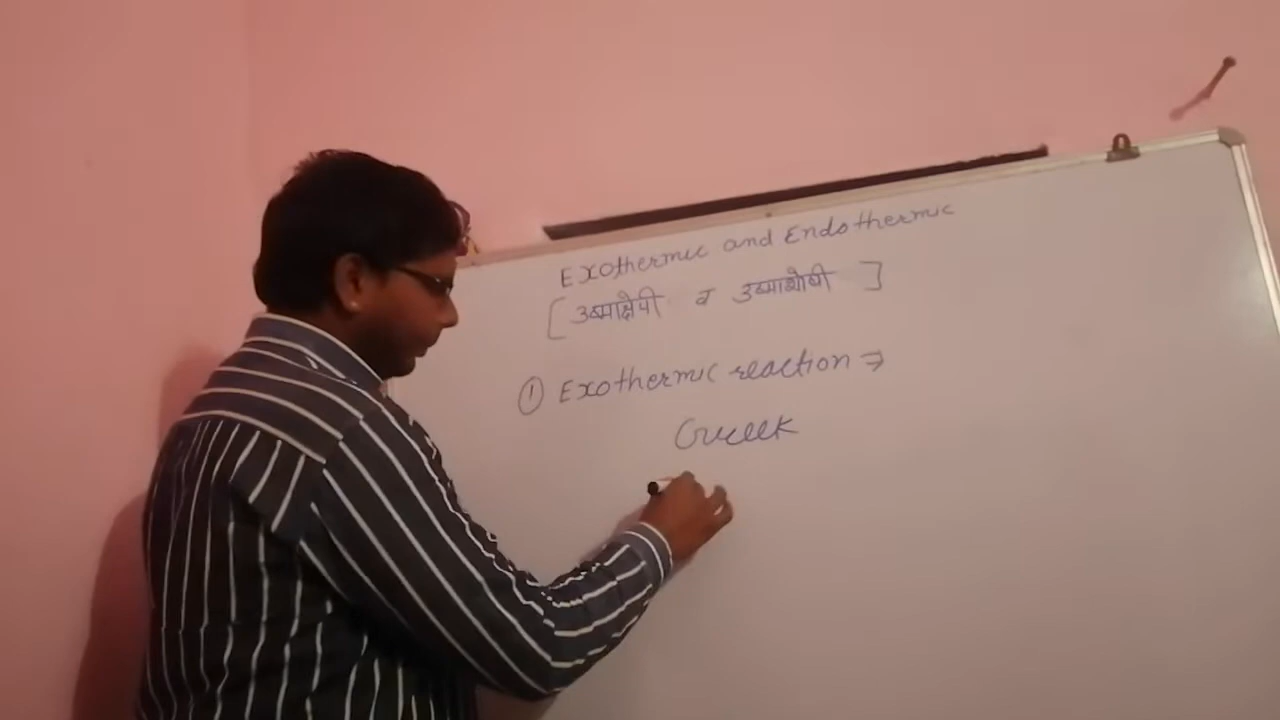 Exothermic and Endothermic
[ उष्माक्षेपी व उष्माशोषी ]
① Exothermic reaction ⇒
Greek